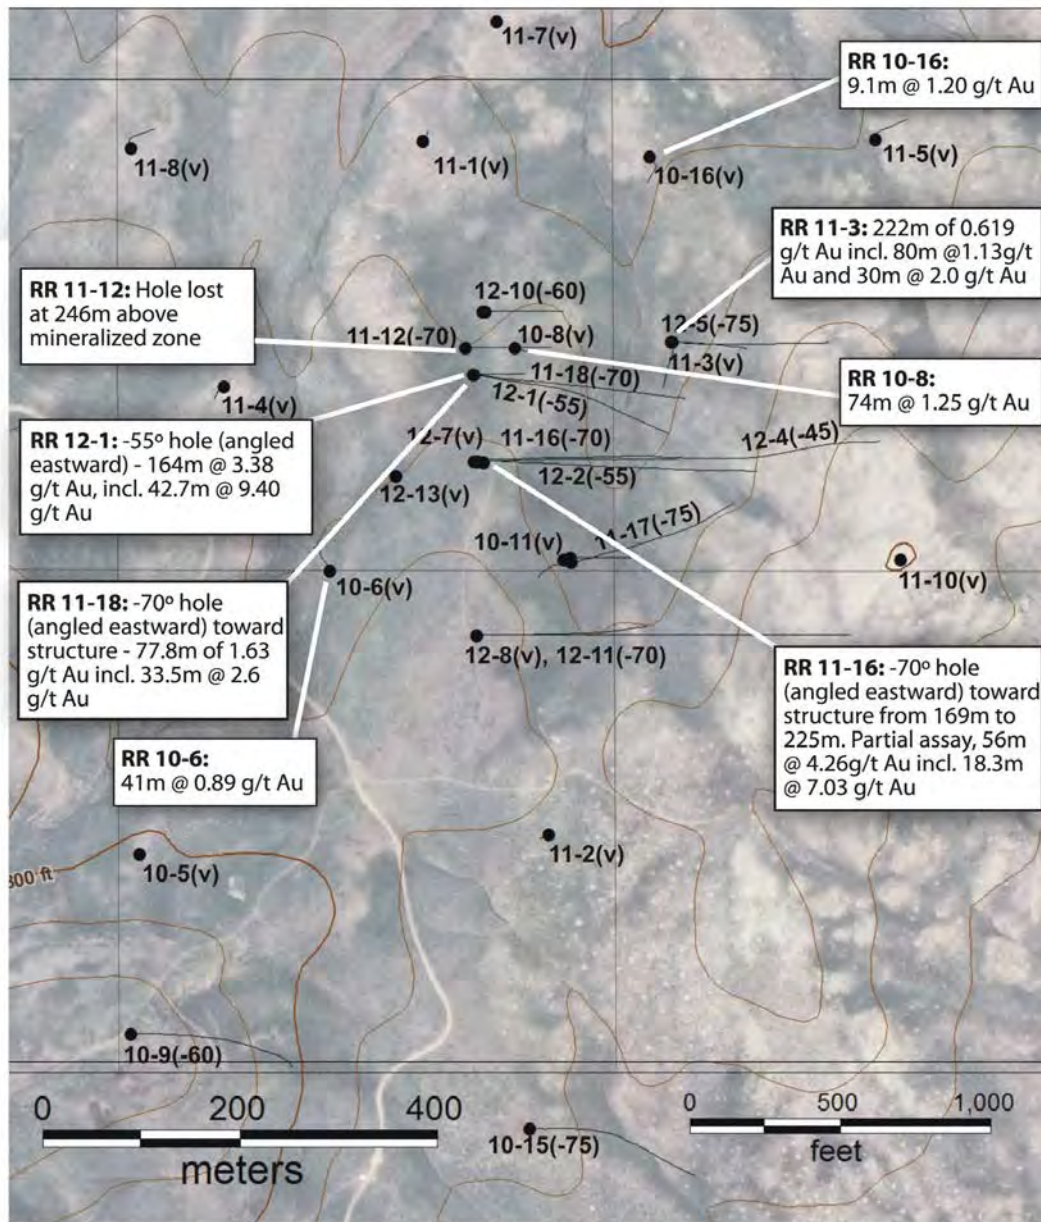 11-7(v)
RR 10-16:
9.1m @ 1.20 g/t Au
11-8(v)
11-1(v)
10-16(v)
11-5(v)
RR 11-3: 222m of 0.619
g/t Au incl. 80m @1.13g/t
Au and 30m @ 2.0 g/t Au
RR 11-12: Hole lost
at 246m above
mineralized zone
12-10(-60)
11-12(-70)
10-8(v)
12-5(-75)
11-3(v)
11-18(-70)
12-1(-55)
RR 10-8:
74m @ 1.25 g/t Au
11-4(v)
RR 12-1: -55º hole (angled
eastward) - 164m @ 3.38
g/t Au, incl. 42.7m @ 9.40
g/t Au
12-7(v)
11-16(-70)
12-4(-45)
12-2(-55)
12-13(v)
11-17(-75)
10-11(v)
10-6(v)
11-10(v)
RR 11-18: -70º hole
(angled eastward) toward
structure - 77.8m of 1.63
g/t Au incl. 33.5m @ 2.6
g/t Au
12-8(v), 12-11(-70)
RR 11-16: -70º hole
(angled eastward) toward
structure from 169m to
225m. Partial assay, 56m
@ 4.26g/t Au incl. 18.3m
@ 7.03 g/t Au
RR 10-6:
41m @ 0.89 g/t Au
11-2(v)
10-5(v)
800 ft
10-9(-60)
0 200 400
meters
0 500 1,000
feet
10-15(-75)